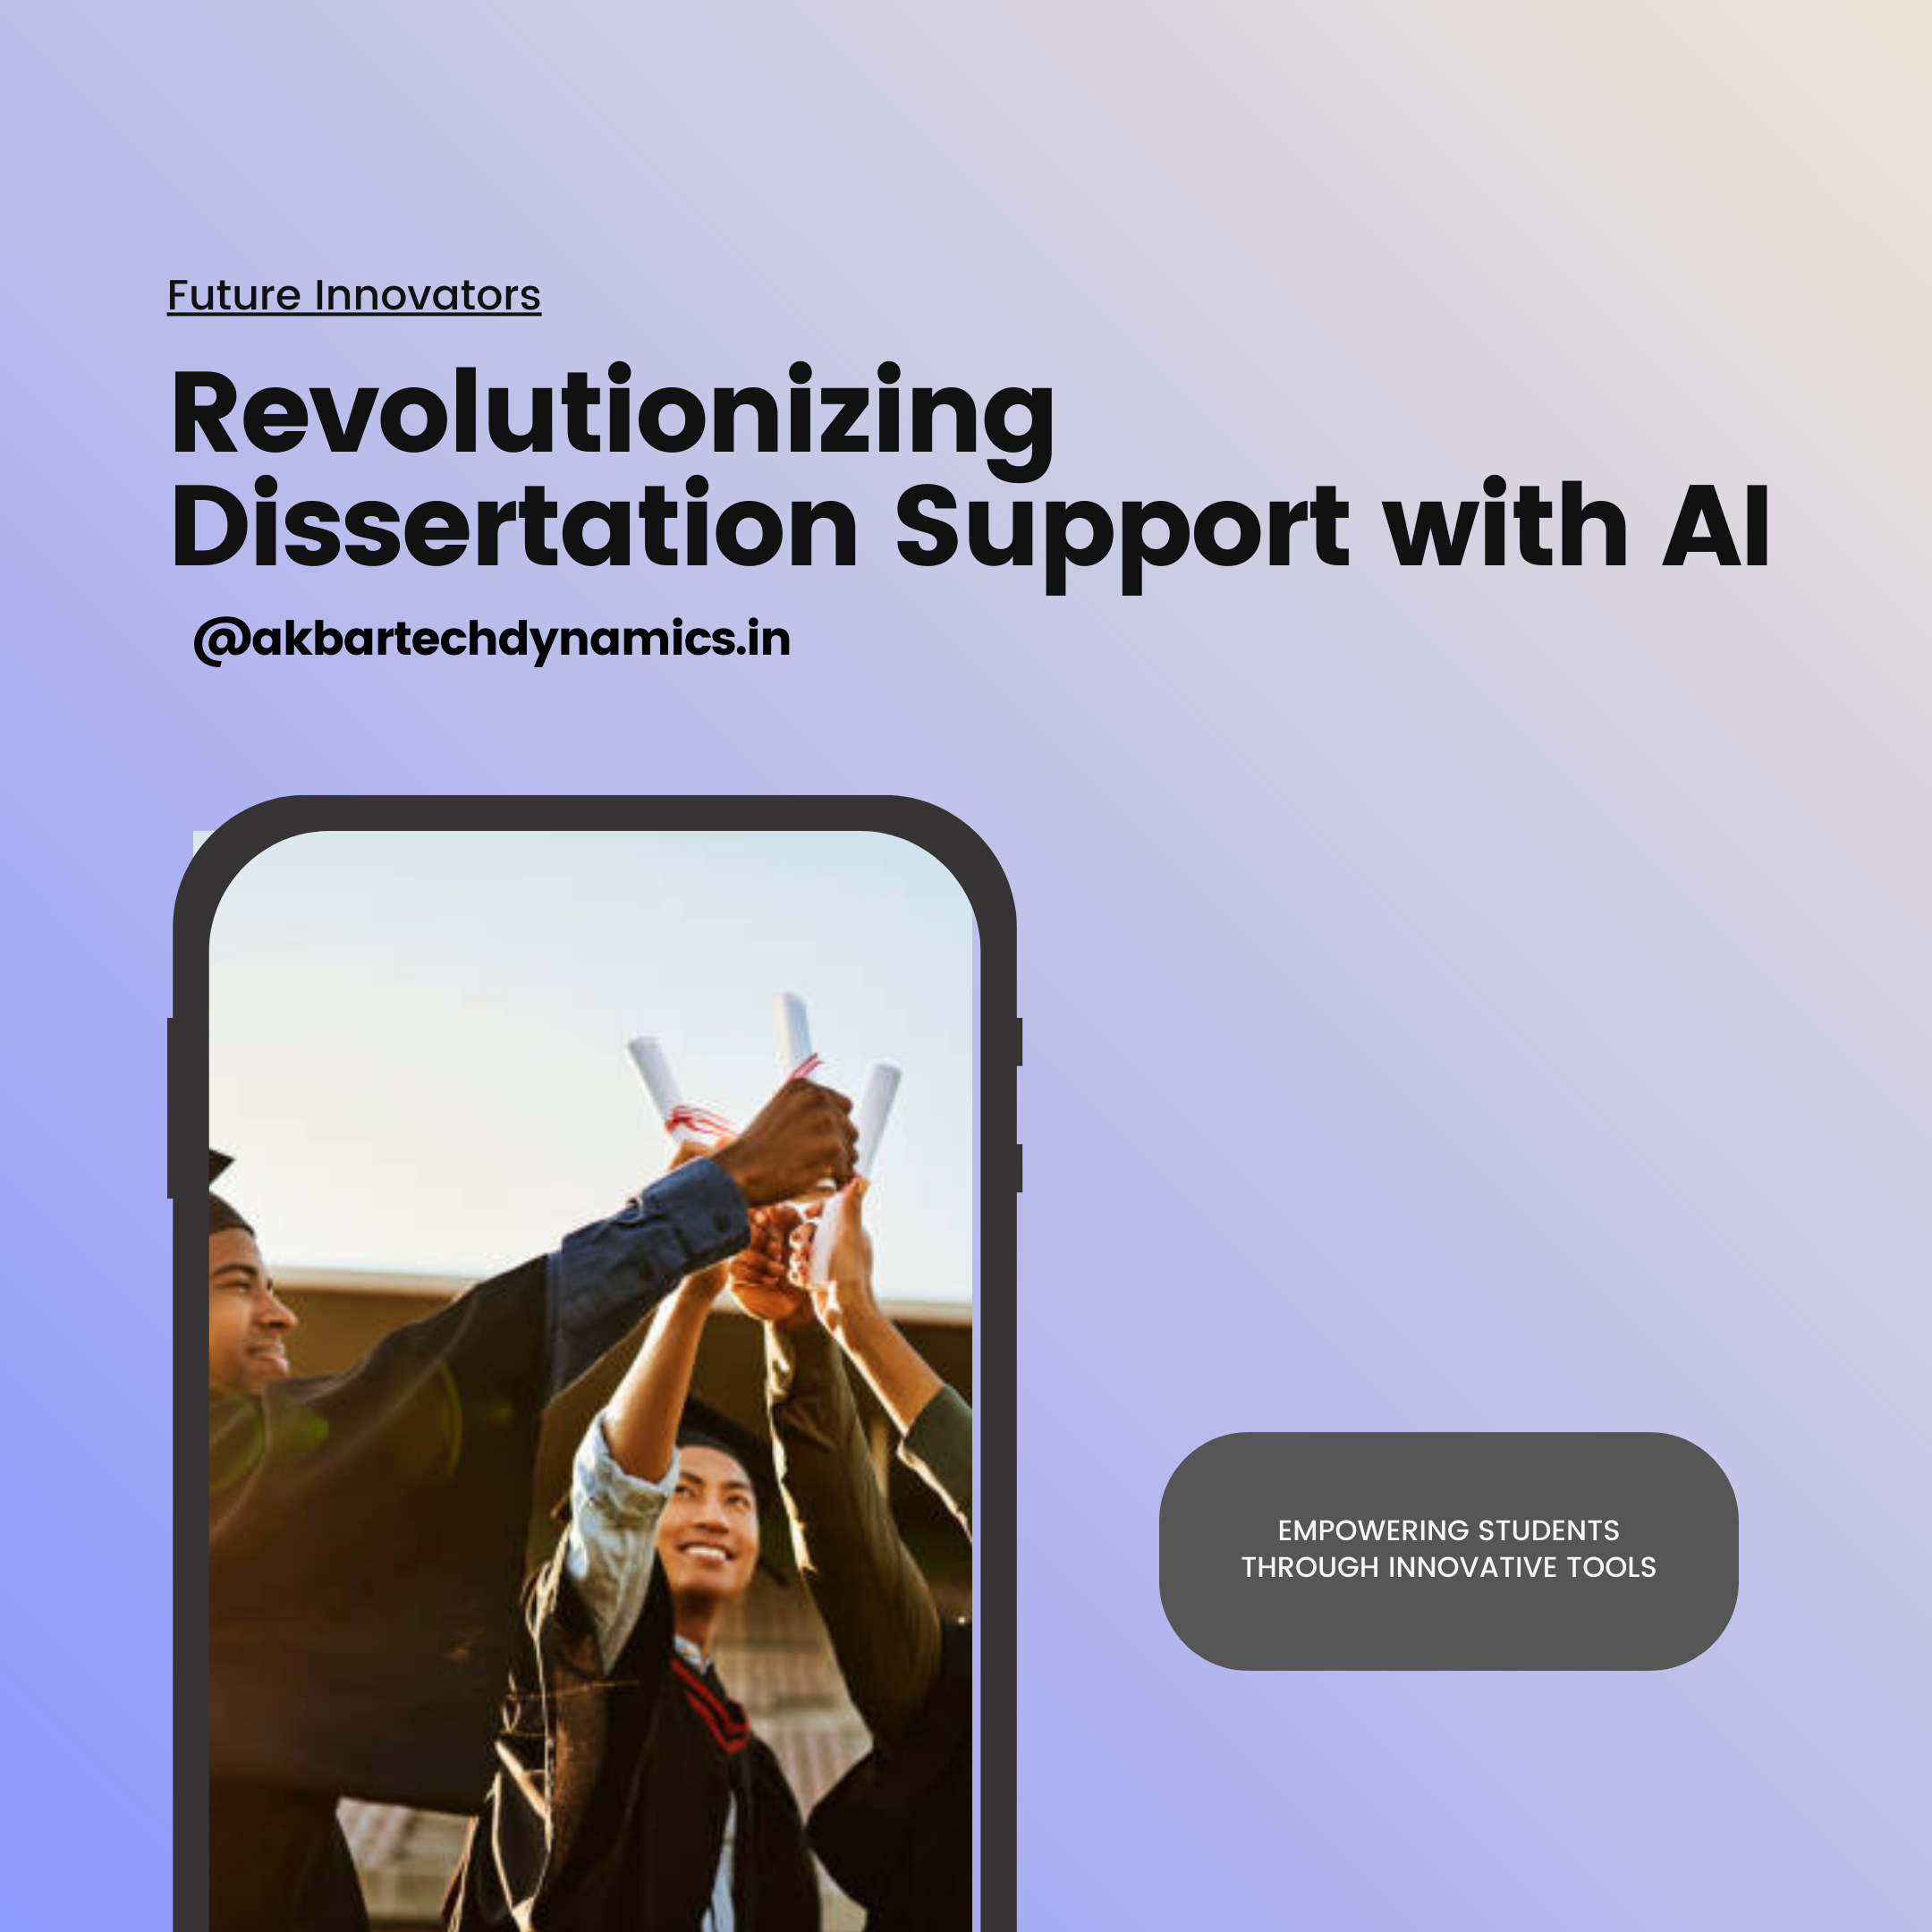 Future Innovators
Revolutionizing
Dissertation Support with AI
@akbartechdynamics.in
EMPOWERING STUDENTS
THROUGH INNOVATIVE TOOLS